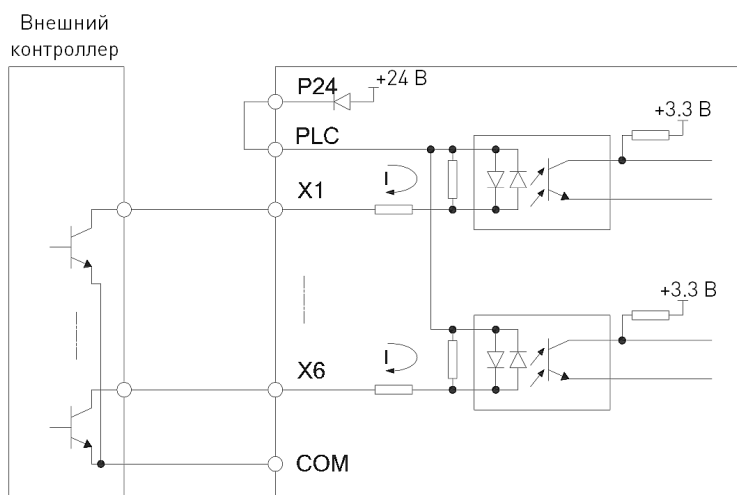 Внешний
контроллер
P24
+24 В
+3.3 В
PLC
I
X1
+3.3 В
I
X6
COM